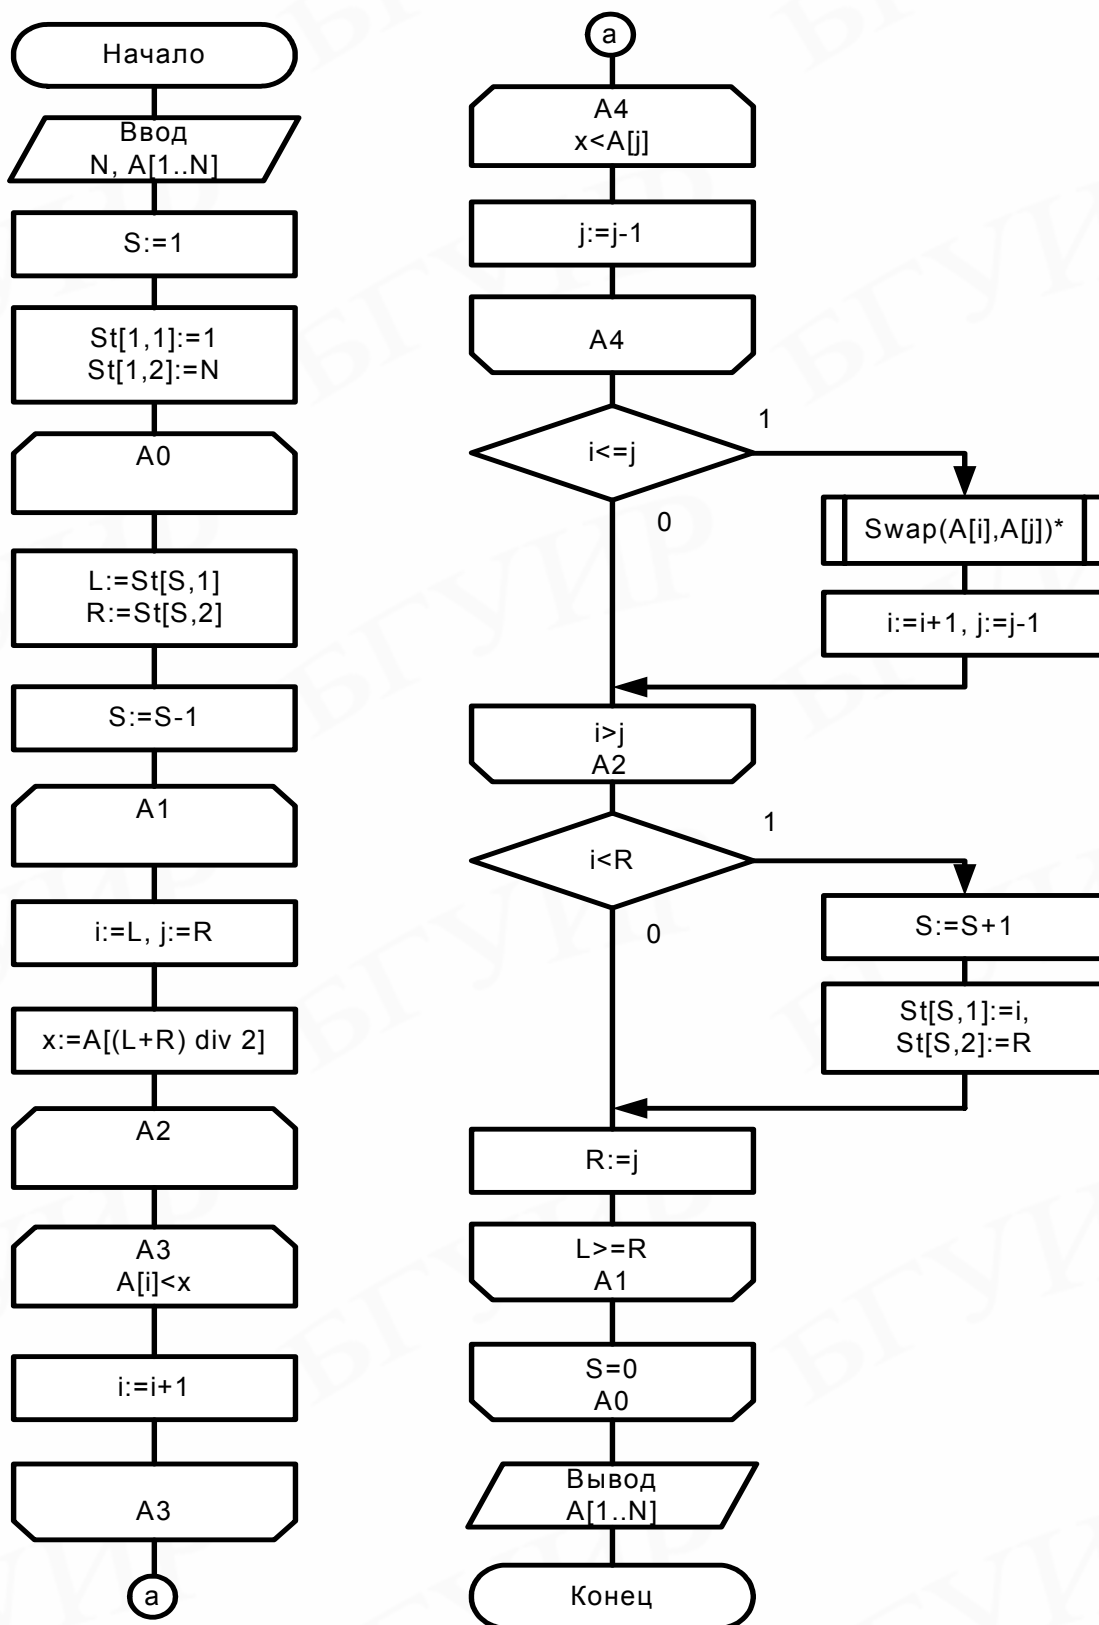 Начало
Ввод
N, A[1..N]
S:=1
St[1,1]:=1
St[1,2]:=N
A0
L:=St[S,1]
R:=St[S,2]
S:=S-1
A1
i:=L, j:=R
x:=A[(L+R) div 2]
A2
A3
A[i]<x
i:=i+1
A3
a
a
A4
x<A[j]
j:=j-1
A4
i<=j
1
0
Swap(A[i],A[j])*
i:=i+1, j:=j-1
i>j
A2
i<R
1
0
S:=S+1
St[S,1]:=i,
St[S,2]:=R
R:=j
L>=R
A1
S=0
A0
Вывод
A[1..N]
Конец
БГУИР